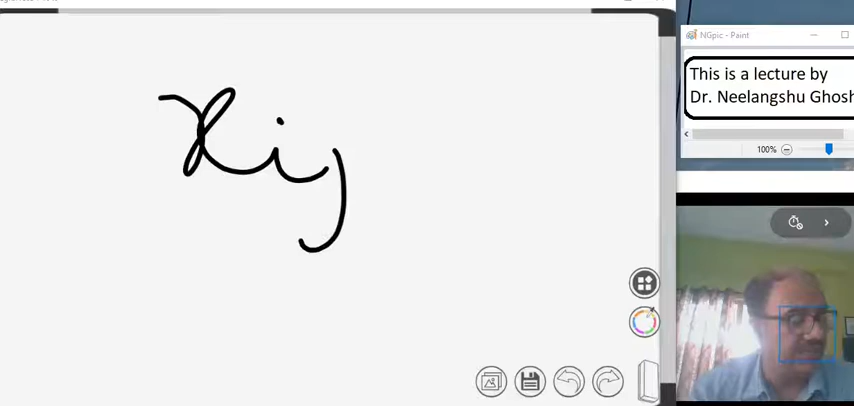 xij
NGpic - Paint
This is a lecture by
Dr. Neelangshu Ghosh
100%